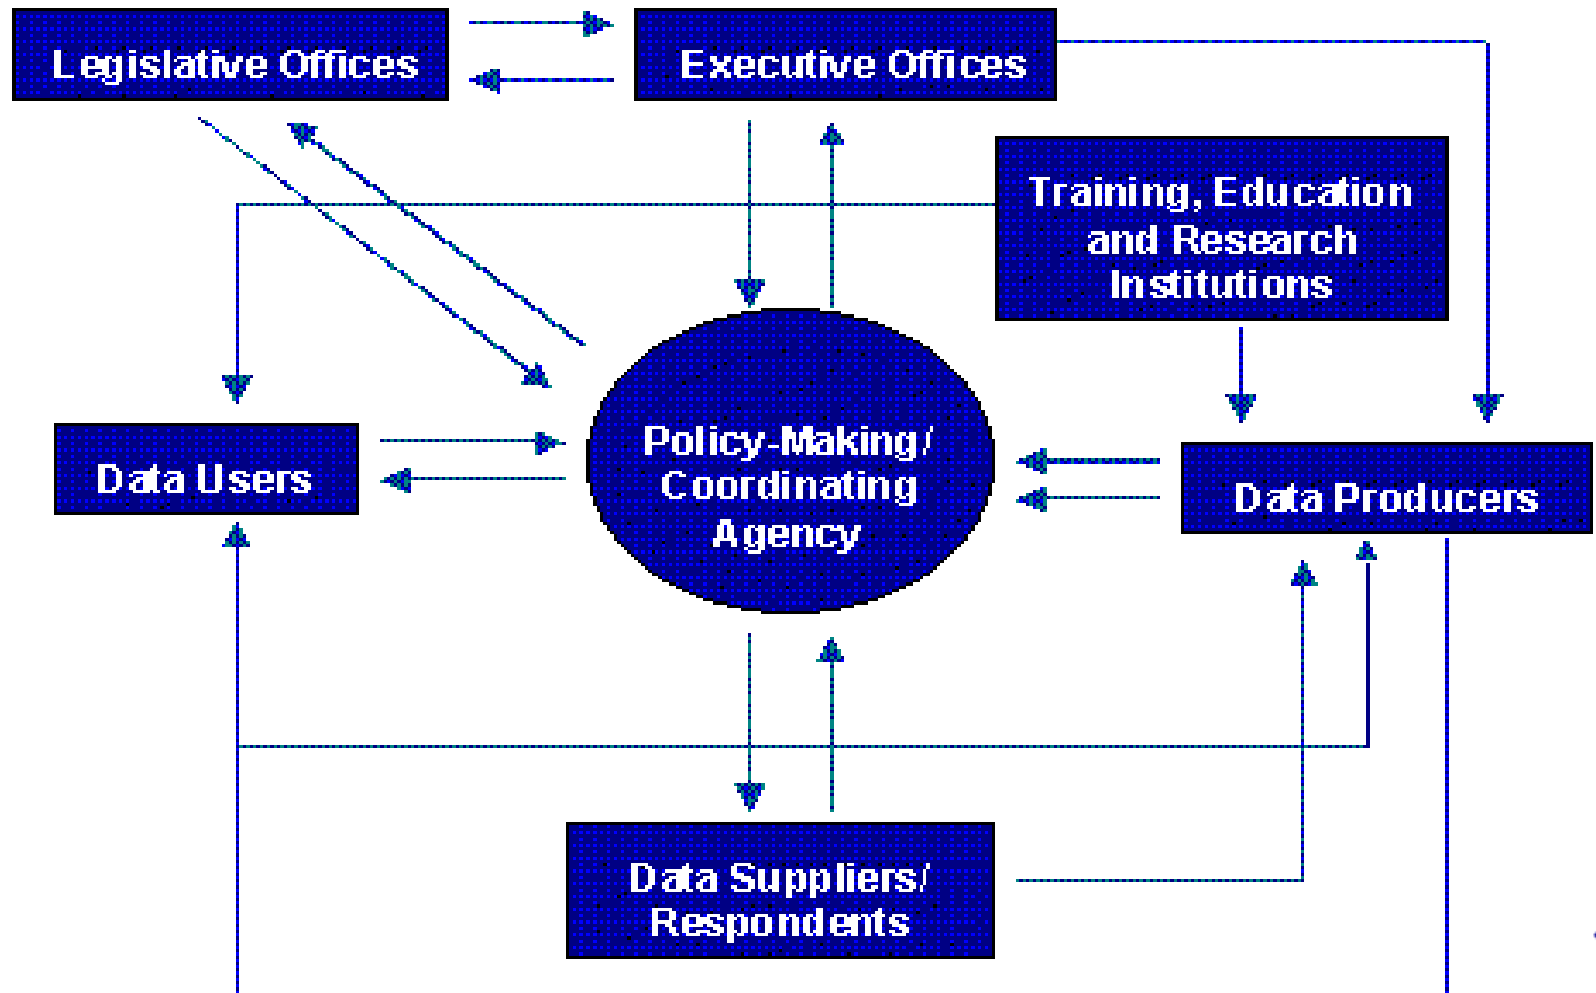 Legislative Offices
Executive Offices
Training, Education
and Research
Institutions
Policy-Making/
Coordinating
Agency
Data Users
Data Producers
Data Suppliers/
Respondents